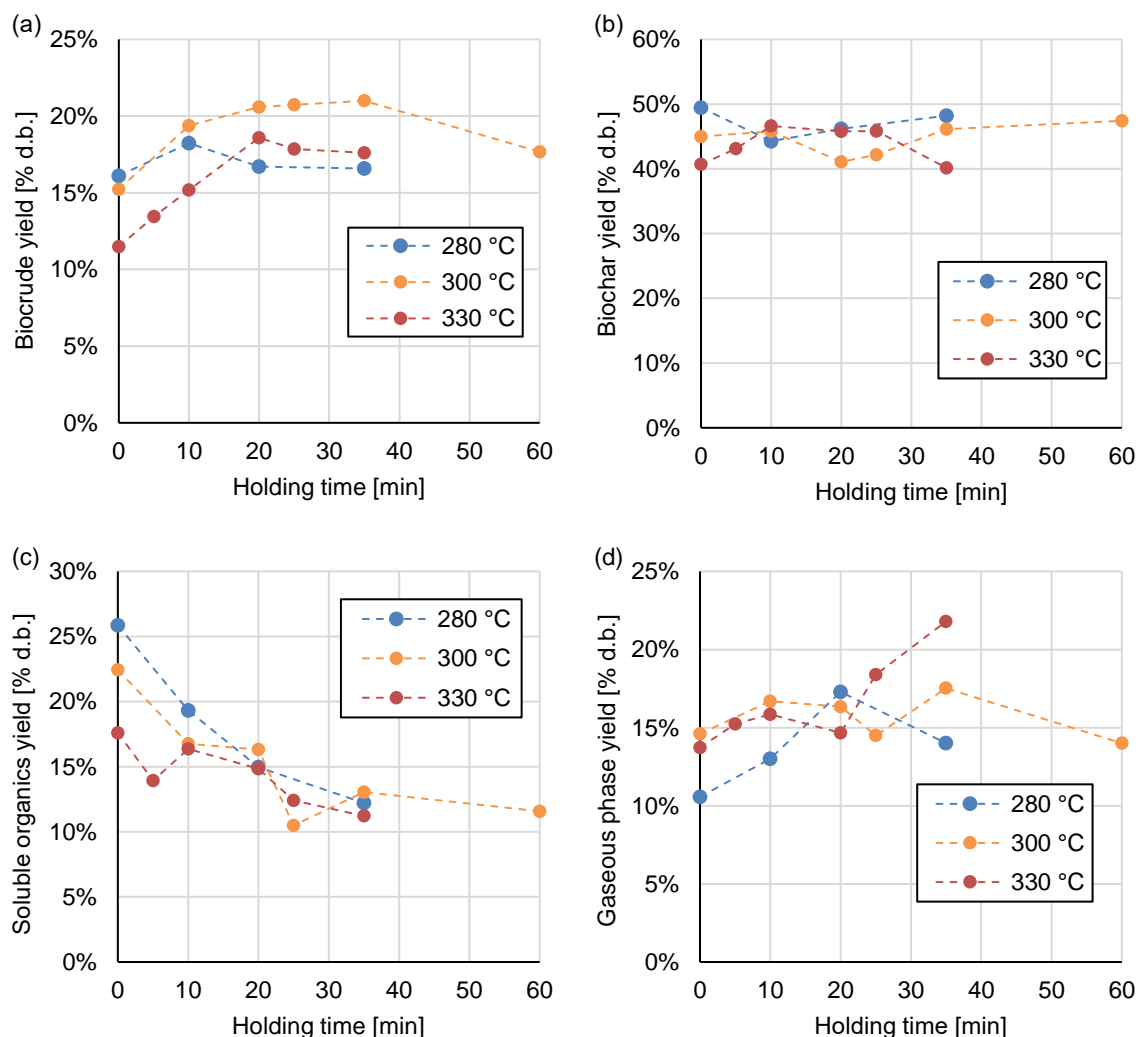 (a)
Biocrude yield [% d.b.]
25%
20%
15%
10%
5%
0%
280 °C
300 °C
330 °C
0 10 20 30 40 50 60
Holding time [min]
(b)
Biochar yield [% d.b.]
60%
50%
40%
30%
20%
10%
0%
280 °C
300 °C
330 °C
0 10 20 30 40 50 60
Holding time [min]
(c)
Soluble organics yield [% d.b.]
30%
25%
20%
15%
10%
5%
0%
280 °C
300 °C
330 °C
0 10 20 30 40 50 60
Holding time [min]
(d)
Gaseous phase yield [% d.b.]
25%
20%
15%
10%
5%
0%
280 °C
300 °C
330 °C
0 10 20 30 40 50 60
Holding time [min]